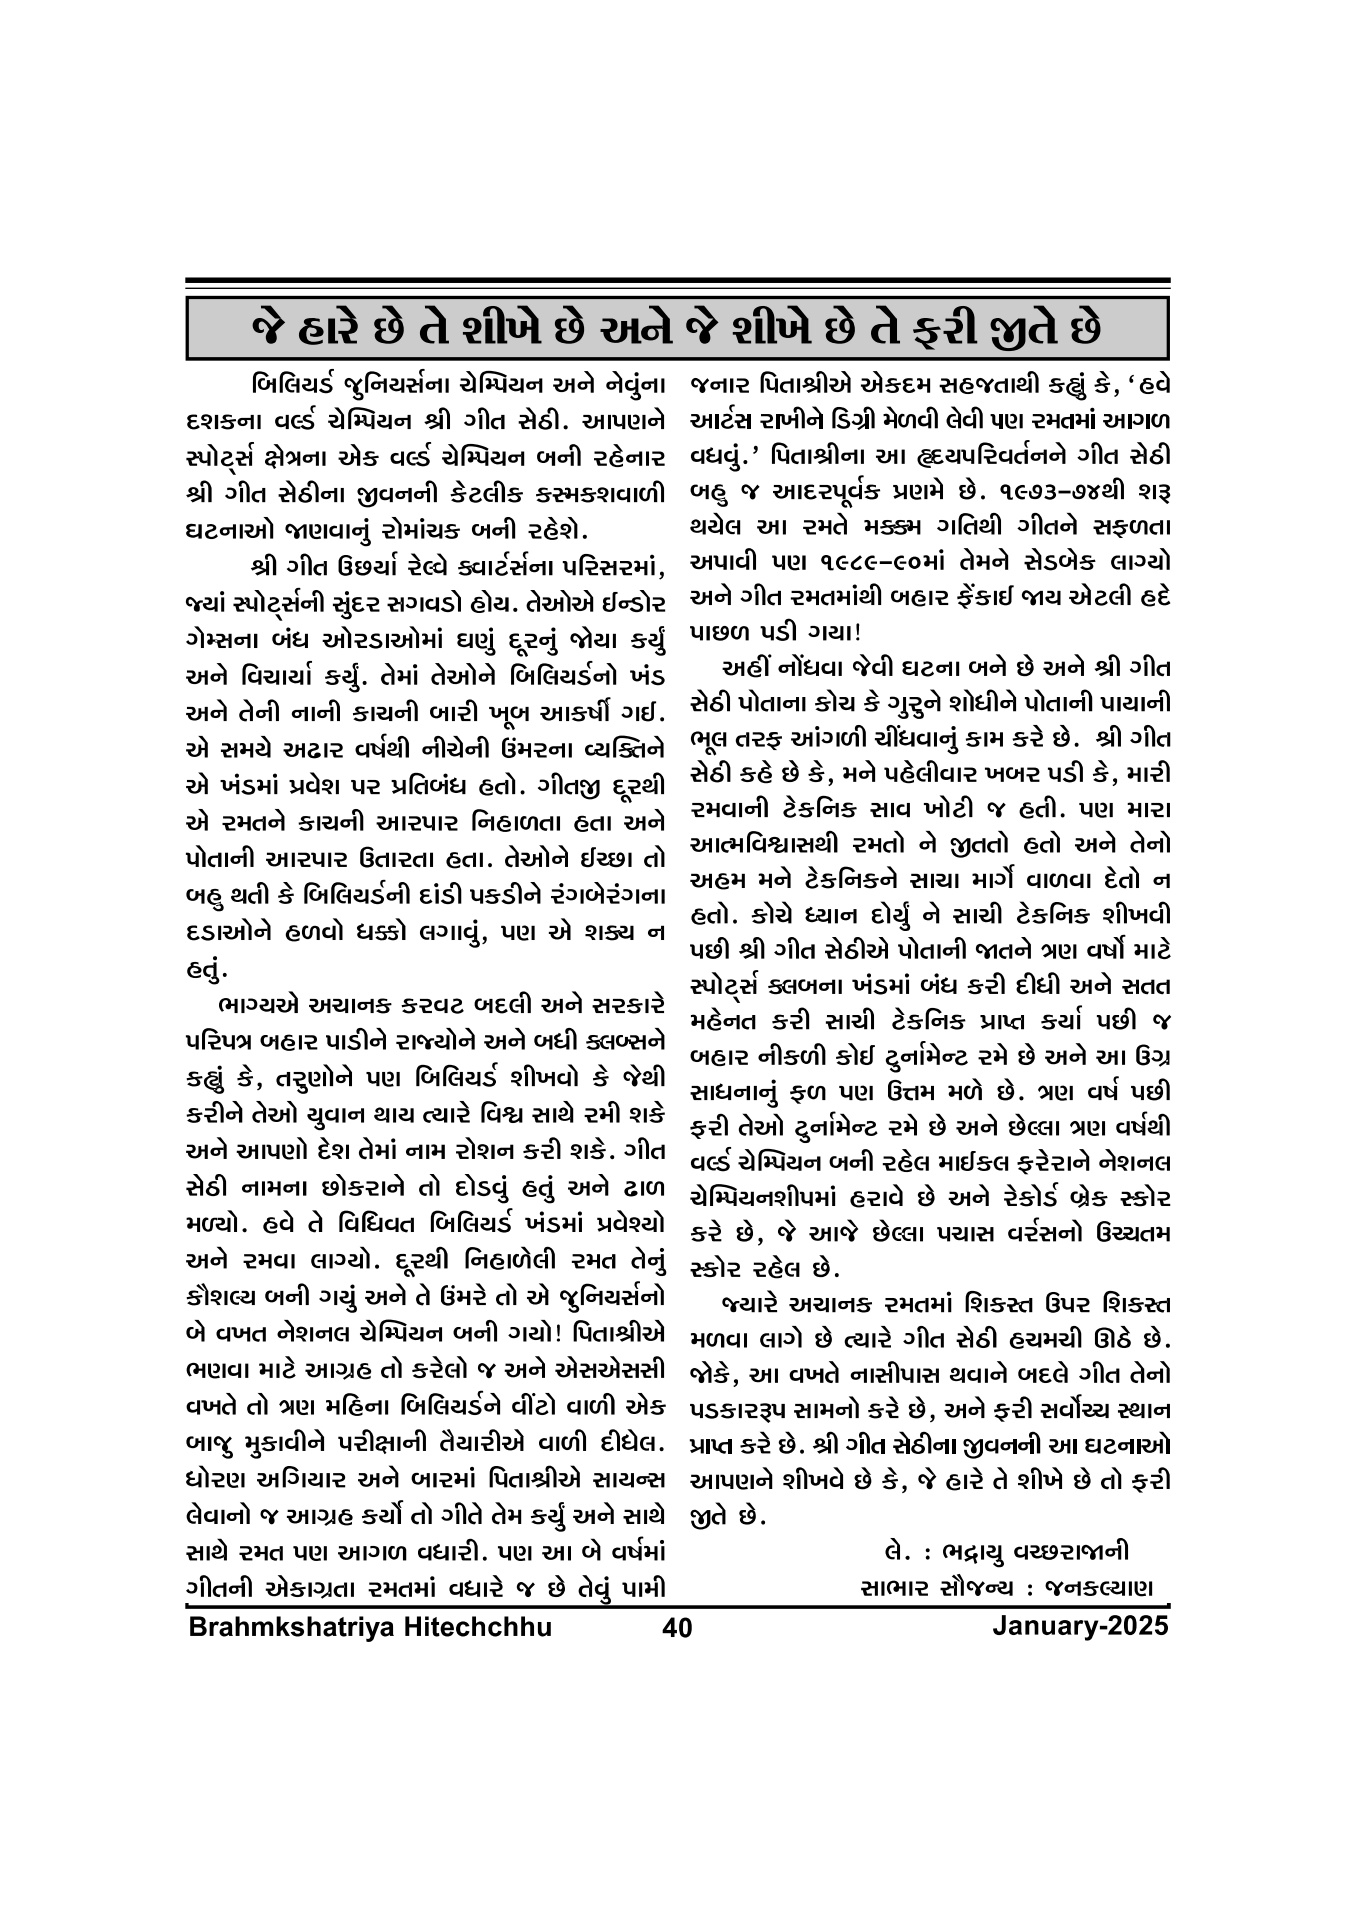 જે હારે છે તે શીખે છે અને જે શીખે છે તે ફરી જીતે છે
બિલિયર્ડ જુનિયર્સના ચેમ્પિયન અને નેવુંના
દશકના વર્લ્ડ ચેમ્પિયન શ્રી ગીત સેઠી. આપણને
સ્પોટ્ર્સ ક્ષેત્રના એક વર્લ્ડ ચેમ્પિયન બની રહેનાર
શ્રી ગીત સેઠીના જીવનની કેટલીક કસ્મકશવાળી
ઘટનાઓ જાણવાનું રોમાંચક બની રહેશે.
શ્રી ગીત ઉછર્યા રેલ્વે ક્વાર્ટર્સના પરિસરમાં,
જ્યાં સ્પોટ્ર્સની સુંદર સગવડો હોય. તેઓએ ઈન્ડોર
ગેમ્સના બંધ ઓરડાઓમાં ઘણું દૂરનું જોયા કર્યું
અને વિચાર્યા કર્યું. તેમાં તેઓને બિલિયર્ડનો ખંડ
અને તેની નાની કાચની બારી ખૂબ આકર્ષી ગઈ.
એ સમયે અઢાર વર્ષથી નીચેની ઉંમરના વ્યક્તિને
એ ખંડમાં પ્રવેશ પર પ્રતિબંધ હતો. ગીતજી દૂરથી
એ રમતને કાચની આરપાર નિહાળતા હતા અને
પોતાની આરપાર ઉતારતા હતા. તેઓને ઈચ્છા તો
બહુ થતી કે બિલિયર્ડની દાંડી પકડીને રંગબેરંગના
દડાઓને હળવો ધક્કો લગાવું, પણ એ શક્ય ન
હતું.
ભાગ્યએ અચાનક કરવટ બદલી અને સરકારે
પરિપત્ર બહાર પાડીને રાજ્યોને અને બધી ક્લબ્સને
કહ્યું કે, તરુણોને પણ બિલિયર્ડ શીખવો કે જેથી
કરીને તેઓ યુવાન થાય ત્યારે વિશ્વ સાથે રમી શકે
અને આપણો દેશ તેમાં નામ રોશન કરી શકે. ગીત
સેઠી નામના છોકરાને તો દોડવું હતું અને ઢાળ
મળ્યો. હવે તે વિધિવત બિલિયર્ડ ખંડમાં પ્રવેશ્યો
અને રમવા લાગ્યો. દૂરથી નિહાળેલી રમત તેનું
કૌશલ્ય બની ગયું અને તે ઉંમરે તો એ જુનિયર્સનો
બે વખત નેશનલ ચેમ્પિયન બની ગયો! પિતાશ્રીએ
ભણવા માટે આગ્રહ તો કરેલો જ અને એસએસસી
વખતે તો ત્રણ મહિના બિલિયર્ડને વીંટો વાળી એક
બાજુ મુકાવીને પરીક્ષાની તૈયારીએ વાળી દીધેલ.
ધોરણ અગિયાર અને બારમાં પિતાશ્રીએ સાયન્સ
લેવાનો જ આગ્રહ કર્યો તો ગીતે તેમ કર્યું અને સાથે
સાથે રમત પણ આગળ વધારી. પણ આ બે વર્ષમાં
ગીતની એકાગ્રતા રમતમાં વધારે જ છે તેવું પામી
જનાર પિતાશ્રીએ એકદમ સહજતાથી કહ્યું કે, ‘હવે
આર્ટસ રાખીને ડિગ્રી મેળવી લેવી પણ રમતમાં આગળ
વધવું.’ પિતાશ્રીના આ હૃદયપરિવર્તનને ગીત સેઠી
બહુ જ આદરપૂર્વક પ્રણમે છે. ૧૯૭૩-૭૪થી શરૂ
થયેલ આ રમતે મક્કમ ગતિથી ગીતને સફળતા
અપાવી પણ ૧૯૮૯-૯૦માં તેમને સેડબેક લાગ્યો
અને ગીત રમતમાંથી બહાર ફેંકાઈ જાય એટલી હદે
પાછળ પડી ગયા!
અહીં નોંધવા જેવી ઘટના બને છે અને શ્રી ગીત
સેઠી પોતાના કોચ કે ગુરુને શોધીને પોતાની પાયાની
ભૂલ તરફ આંગળી ચીંધવાનું કામ કરે છે. શ્રી ગીત
સેઠી કહે છે કે, મને પહેલીવાર ખબર પડી કે, મારી
રમવાની ટેકનિક સાવ ખોટી જ હતી. પણ મારા
આત્મવિશ્વાસથી રમતો ને જીતતો હતો અને તેનો
અહમ મને ટેકનિકને સાચા માર્ગે વાળવા દેતો ન
હતો. કોચે ધ્યાન દોર્યું ને સાચી ટેકનિક શીખવી
પછી શ્રી ગીત સેઠીએ પોતાની જાતને ત્રણ વર્ષો માટે
સ્પોટ્ર્સ ક્લબના ખંડમાં બંધ કરી દીધી અને સતત
મહેનત કરી સાચી ટેકનિક પ્રાપ્ત કર્યા પછી જ
બહાર નીકળી કોઈ ટુર્નામેન્ટ રમે છે અને આ ઉગ્ર
સાધનાનું ફળ પણ ઉત્તમ મળે છે. ત્રણ વર્ષ પછી
ફરી તેઓ ટુર્નામેન્ટ રમે છે અને છેલ્લા ત્રણ વર્ષથી
વર્લ્ડ ચેમ્પિયન બની રહેલ માઈકલ ફરેરાને નેશનલ
ચેમ્પિયનશીપમાં હરાવે છે અને રેકોર્ડ બ્રેક સ્કોર
કરે છે, જે આજે છેલ્લા પચાસ વર્રસનો ઉચ્ચતમ
સ્કોર રહેલ છે.
જ્યારે અચાનક રમતમાં શિકસ્ત ઉપર શિકસ્ત
મળવા લાગે છે ત્યારે ગીત સેઠી હચમચી ઊઠે છે.
જોકે, આ વખતે નાસીપાસ થવાને બદલે ગીત તેનો
પડકારરૂપ સામનો કરે છે, અને ફરી સર્વોચ્ચ સ્થાન
પ્રાપ્ત કરે છે. શ્રી ગીત સેઠીના જીવનની આ ઘટનાઓ
આપણને શીખવે છે કે, જે હારે તે શીખે છે તો ફરી
જીતે છે.
લે. : ભદ્રાયુ વચ્છરાજાની
સાભાર સૌજન્ય : જનકલ્યાણ
Brahmkshatriya Hitechchhu 40 January-2025